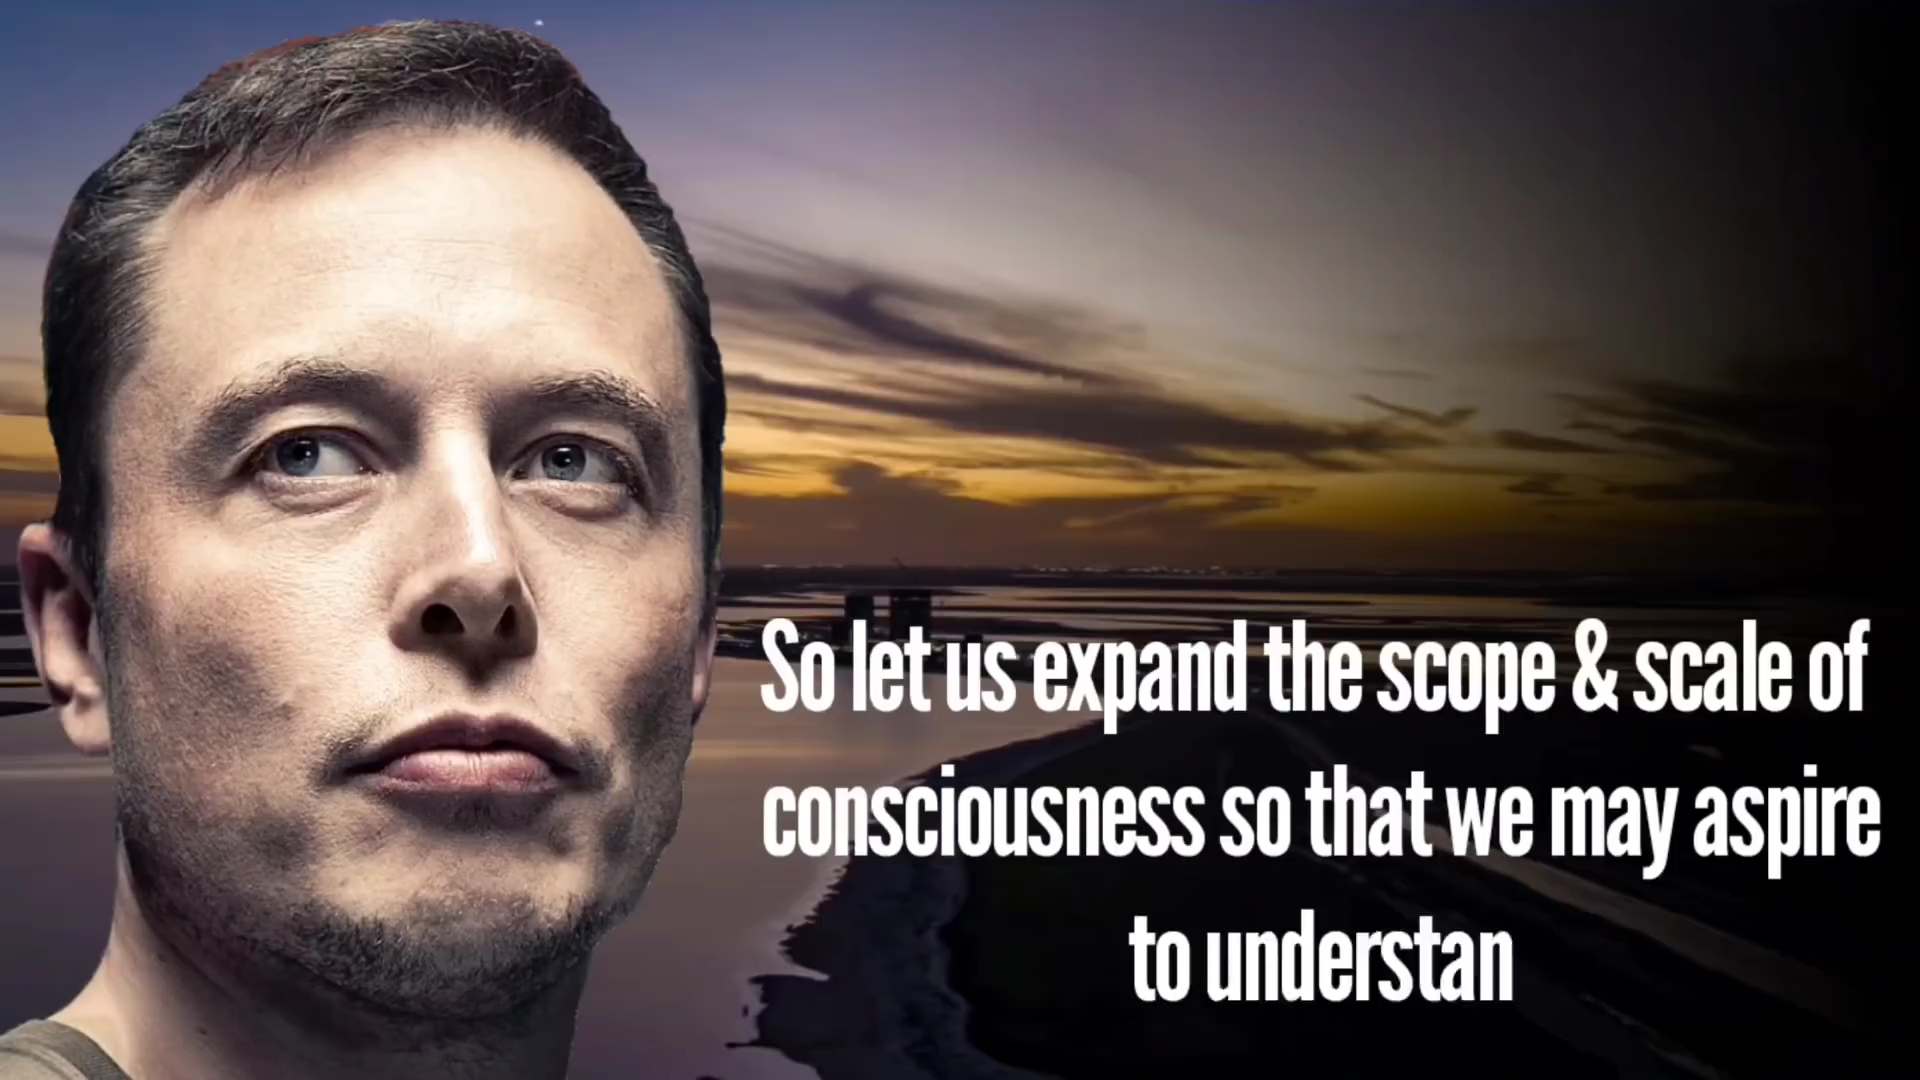 So let us expand the scope & scale of
consciousness so that we may aspire
to understan